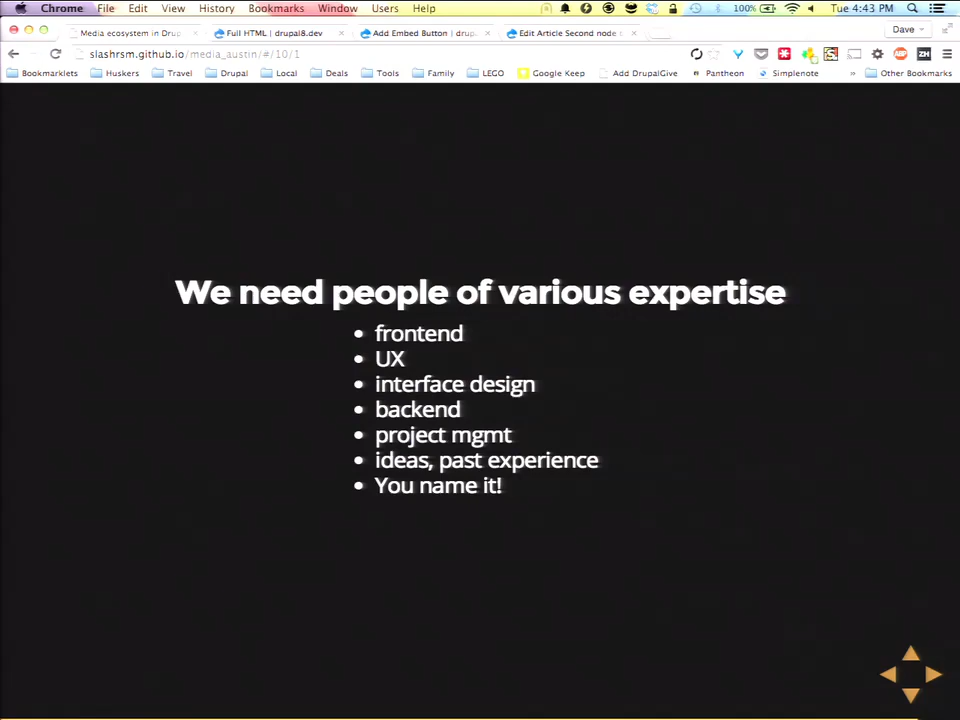 Chrome File Edit View History Bookmarks Window Users Help 100% Tue 4:43 PM
Media ecosystem in Drup Full HTML | drupal8.dev Add Embed Button | drup Edit Article Second node Dave
slashrsm.github.io/media_austin/#/10/1
Bookmarklets Huskers Travel Drupal Local Deals Tools Family LEGO Google Keep Add DrupalGive Pantheon Simplenote » Other Bookmarks
We need people of various expertise
• frontend
• UX
• interface design
• backend
• project mgmt
• ideas, past experience
• You name it!